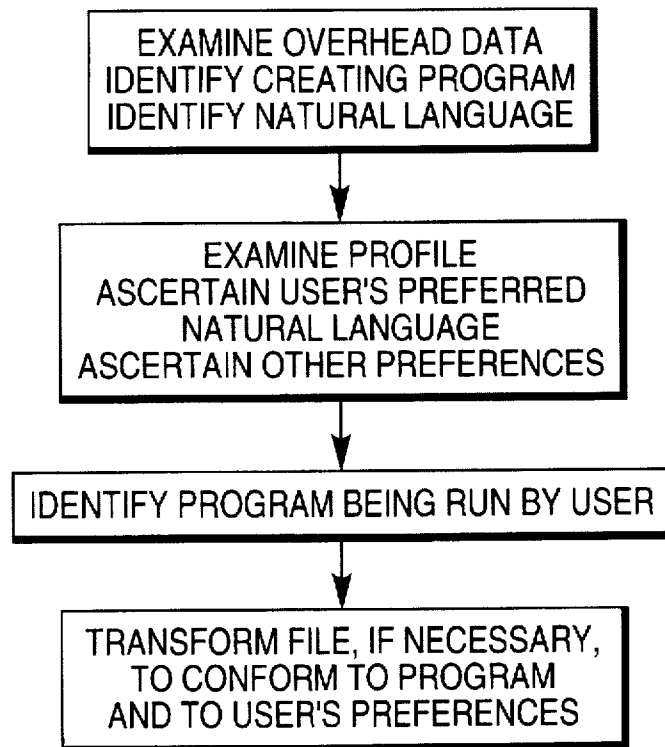 EXAMINE OVERHEAD DATA
IDENTIFY CREATING PROGRAM
IDENTIFY NATURAL LANGUAGE
EXAMINE PROFILE
ASCERTAIN USER'S PREFERRED
NATURAL LANGUAGE
ASCERTAIN OTHER PREFERENCES
IDENTIFY PROGRAM BEING RUN BY USER
TRANSFORM FILE, IF NECESSARY,
TO CONFORM TO PROGRAM
AND TO USER'S PREFERENCES